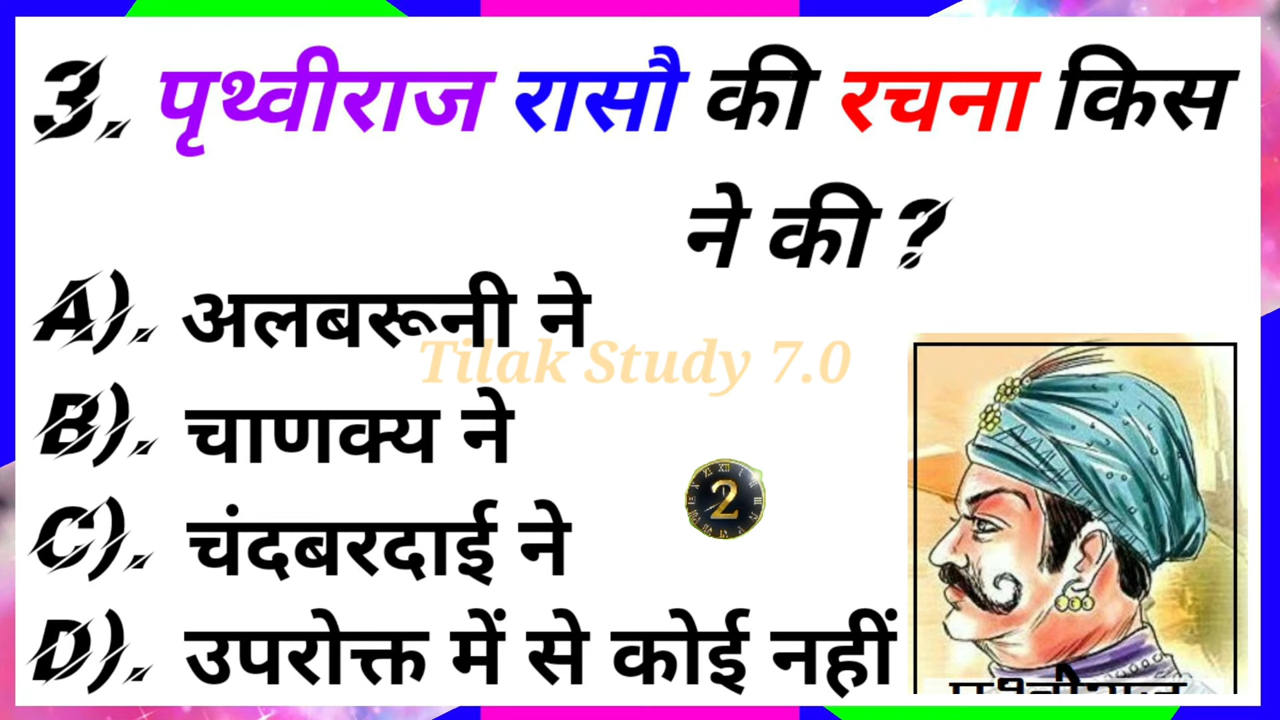 3. पृथ्वीराज रासौ की रचना किस
ने की ?
A). अलबरूनी ने
Tilak Study 7.0
B). चाणक्य ने
2
C). चंदबरदाई ने
D). उपरोक्त में से कोई नहीं